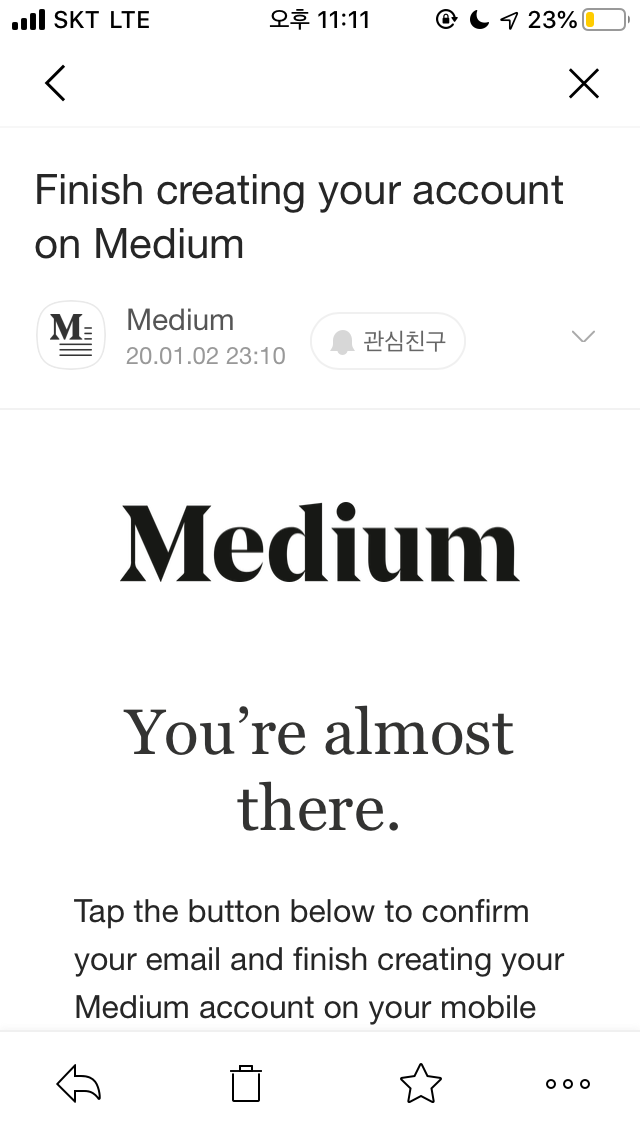 SKT LTE 오후 11:11 23%
Finish creating your account
on Medium
M
Medium
20.01.02 23:10
관심친구
Medium
You’re almost
there.
Tap the button below to confirm
your email and finish creating your
Medium account on your mobile